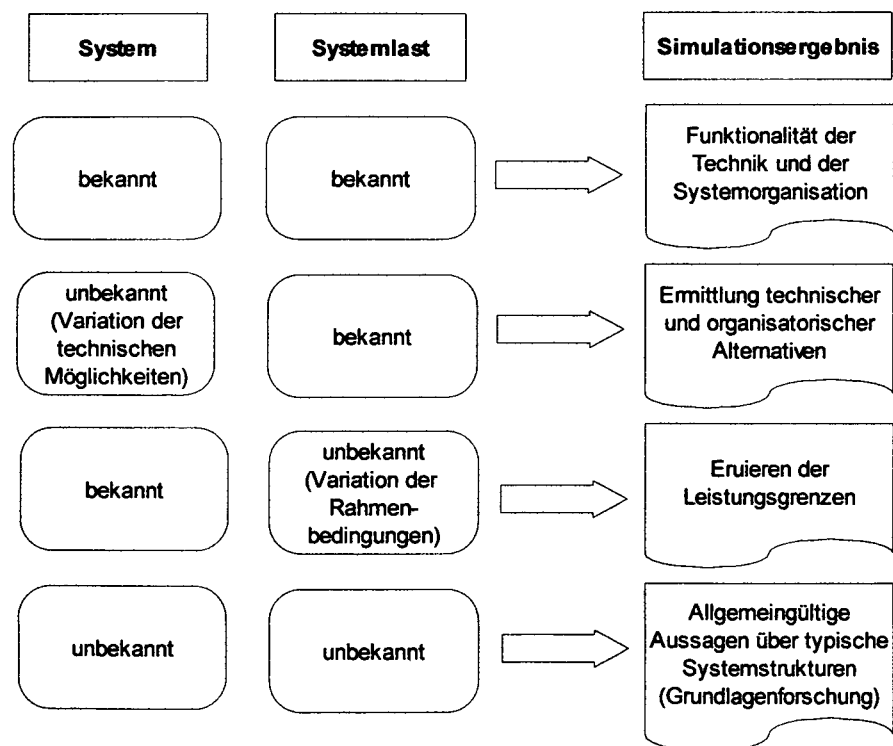 System
Systemlast
Simulationsergebnis
bekannt
bekannt
Funktionalität der
Technik und der
Systemorganisation
unbekannt
(Variation der
technischen
Möglichkeiten)
bekannt
Ermittlung technischer
und organisatorischer
Alternativen
bekannt
unbekannt
(Variation der
Rahmen-
bedingungen)
Eruieren der
Leistungsgrenzen
unbekannt
unbekannt
Allgemeingültige
Aussagen über typische
Systemstrukturen
(Grundlagenforschung)